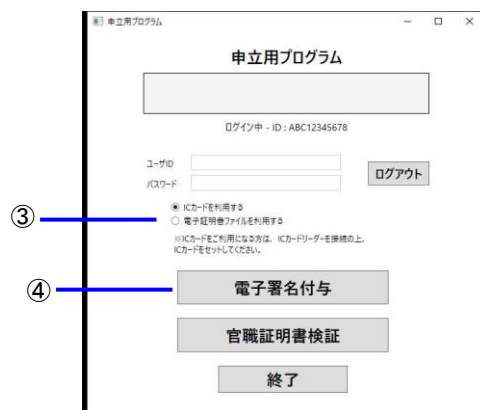 申立用プログラム
申立用プログラム
ログイン中 - ID : ABC12345678
ユーザID
パスワード
ログアウト
ICカードを利用する
③
電子証明書ファイルを利用する
※ICカードをご利用になる方は、ICカードリーダーを接続の上、
ICカードをセットしてください。
④
電子署名付与
官職証明書検証
終了